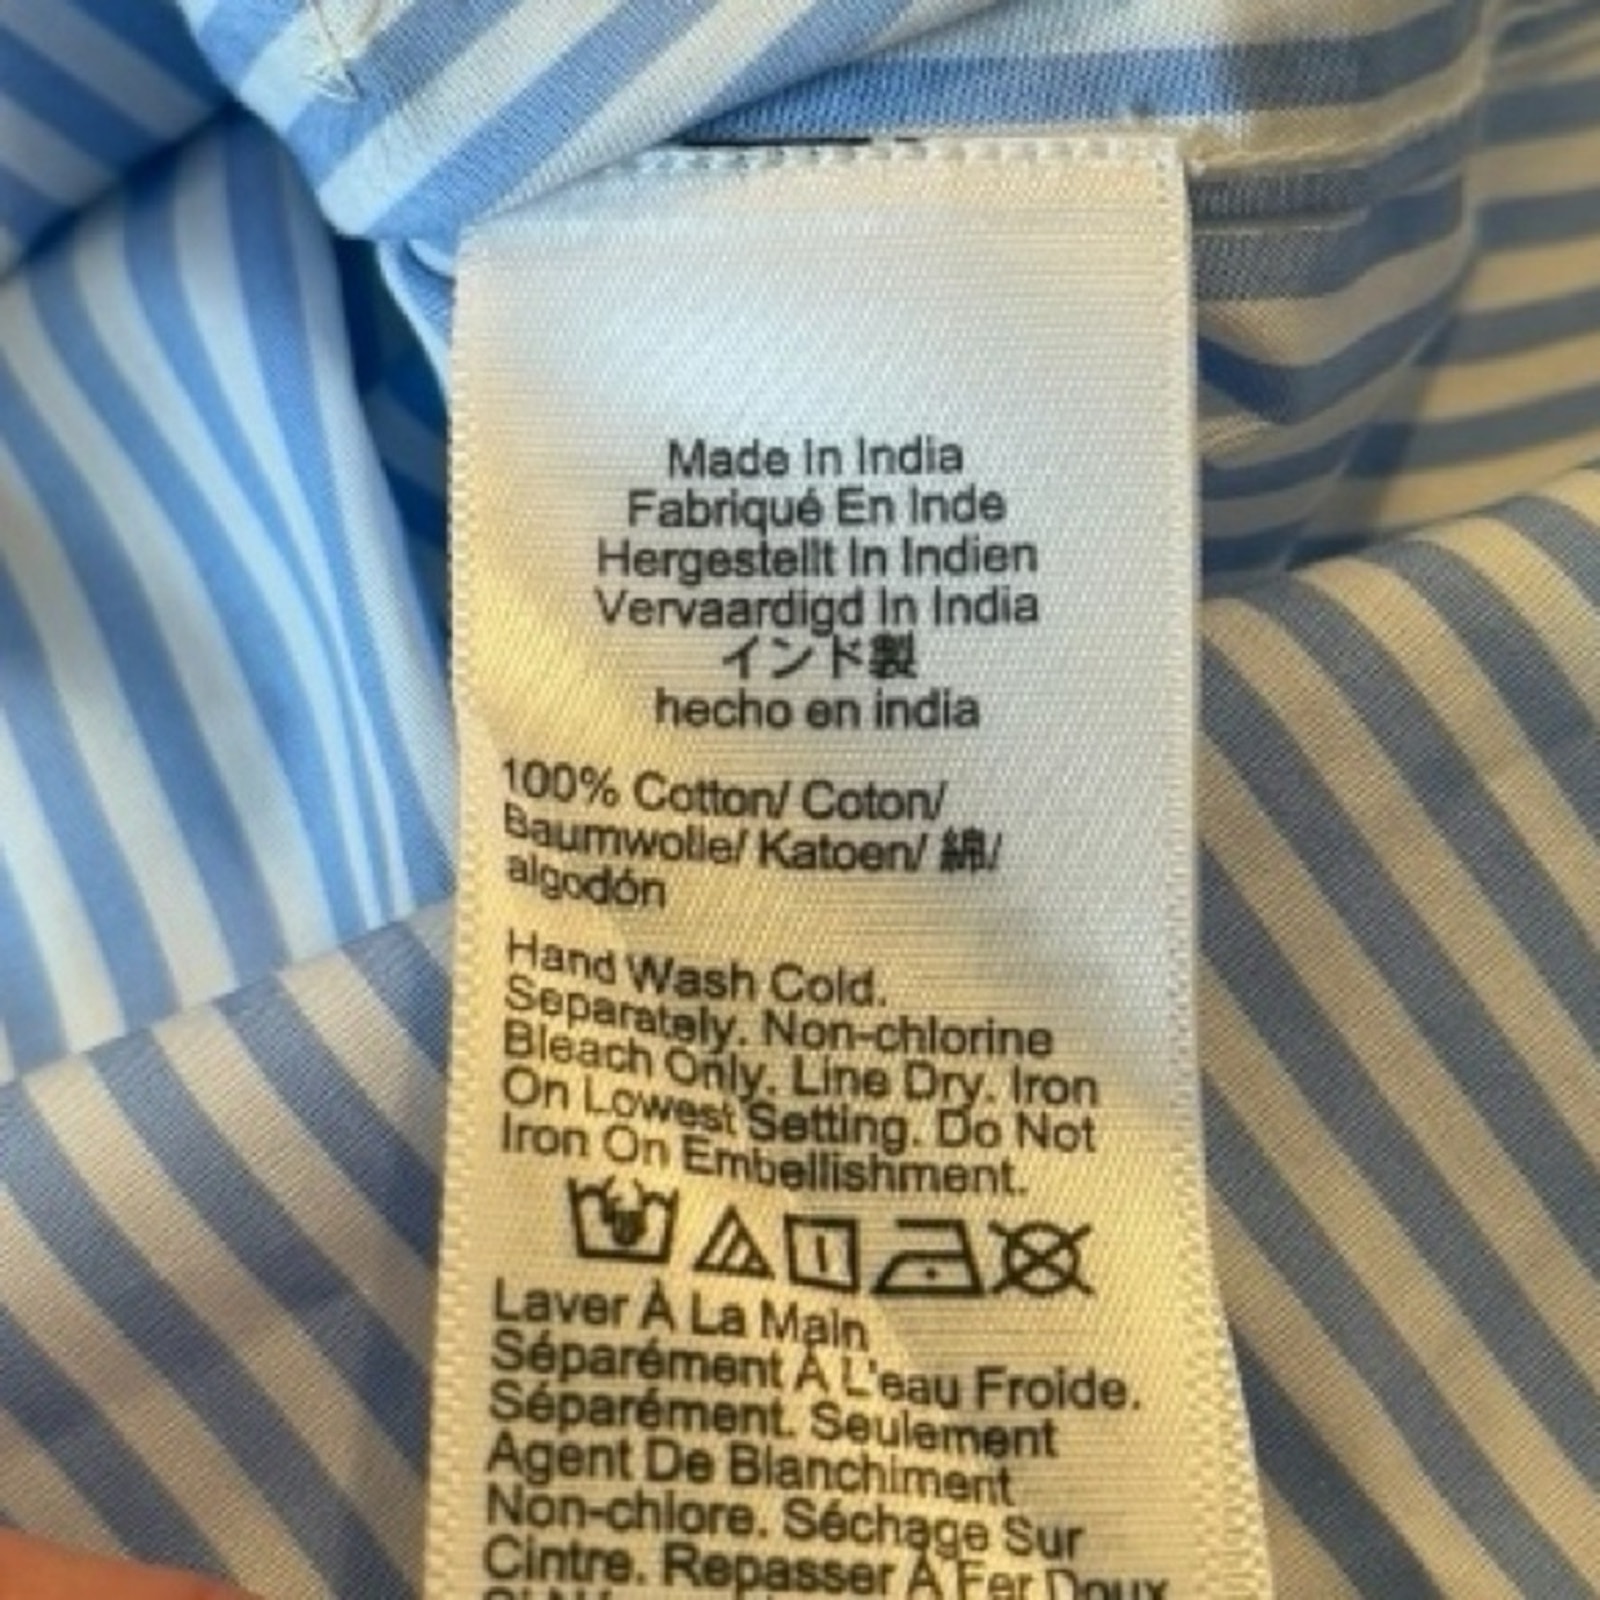 Made In India
Fabriqué En Inde
Hergestellt In Indien
Vervaardigd In India
インド製
hecho en india
100% Cotton/ Coton/
Baumwolle/ Katoen/ 綿/
algodón
Hand Wash Cold.
Separately. Non-chlorine
Bleach Only. Line Dry. Iron
On Lowest Setting. Do Not
Iron On Embellishment.
Laver À La Main
Séparément À L'eau Froide.
Séparément. Seulement
Agent De Blanchiment
Non-chlore. Séchage Sur
Cintre. Repasser À Fer Doux